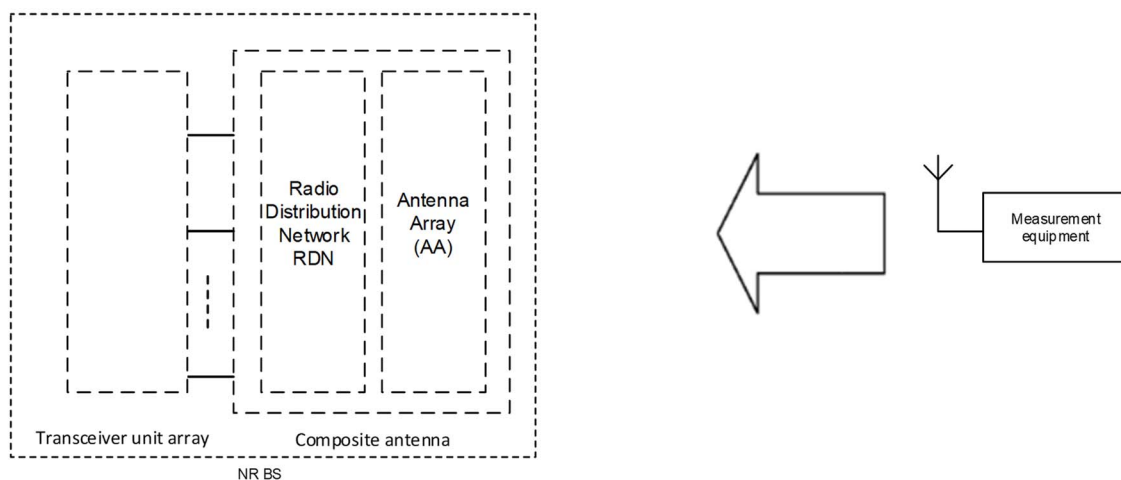 Radio
Distribution
Network
RDN
Antenna
Array
(AA)
Measurement
equipment
Transceiver unit array
Composite antenna
NR BS